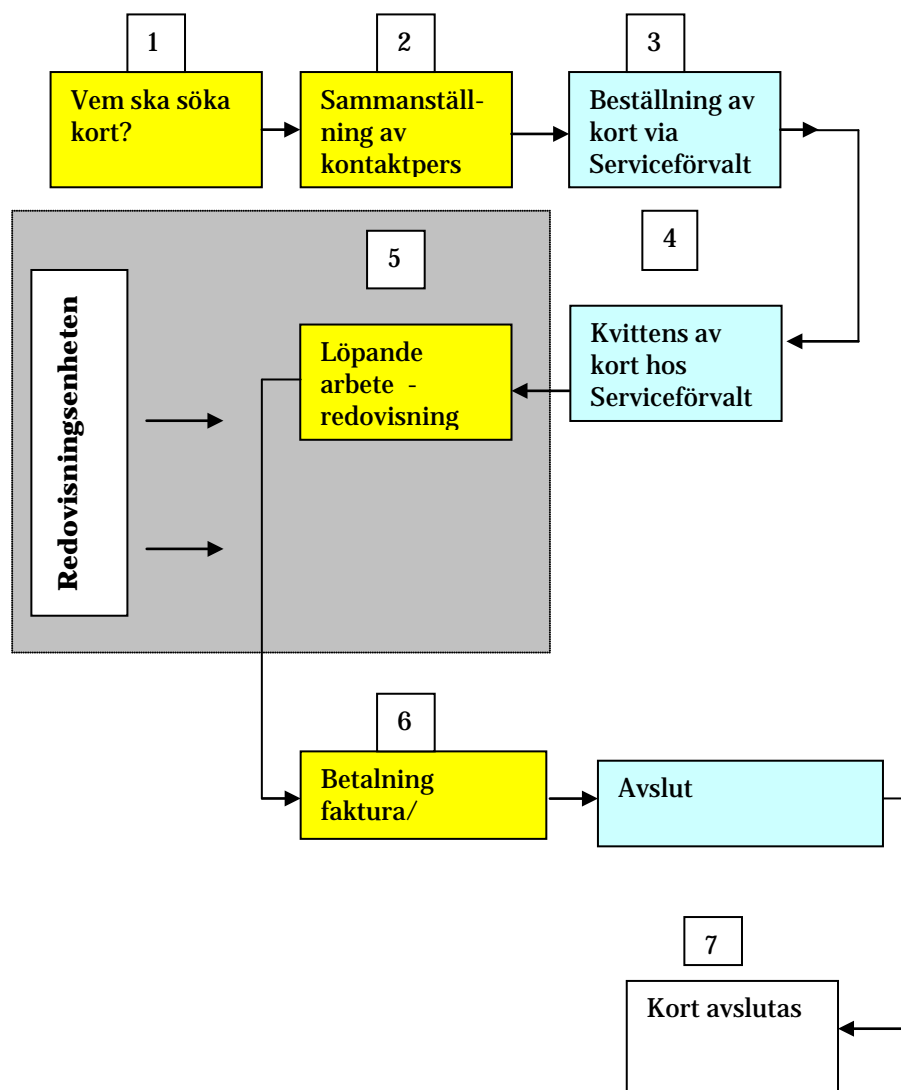 1
Vem ska söka
kort?
2
Sammanställ-
ning av
kontaktpers
3
Beställning av
kort via
Serviceförvalt
4
Kvittens av
kort hos
Serviceförvalt
5
Löpande
arbete -
redovisning
Redovisningsenheten
6
Betalning
faktura/
Avslut
7
Kort avslutas